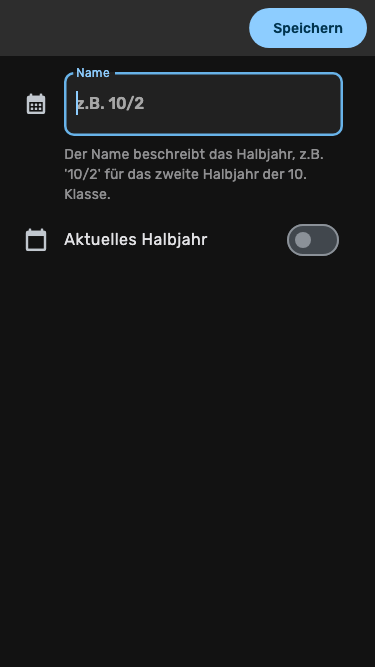 Speichern
Name
z.B. 10/2
Der Name beschreibt das Halbjahr, z.B.
'10/2' für das zweite Halbjahr der 10.
Klasse.
Aktuelles Halbjahr